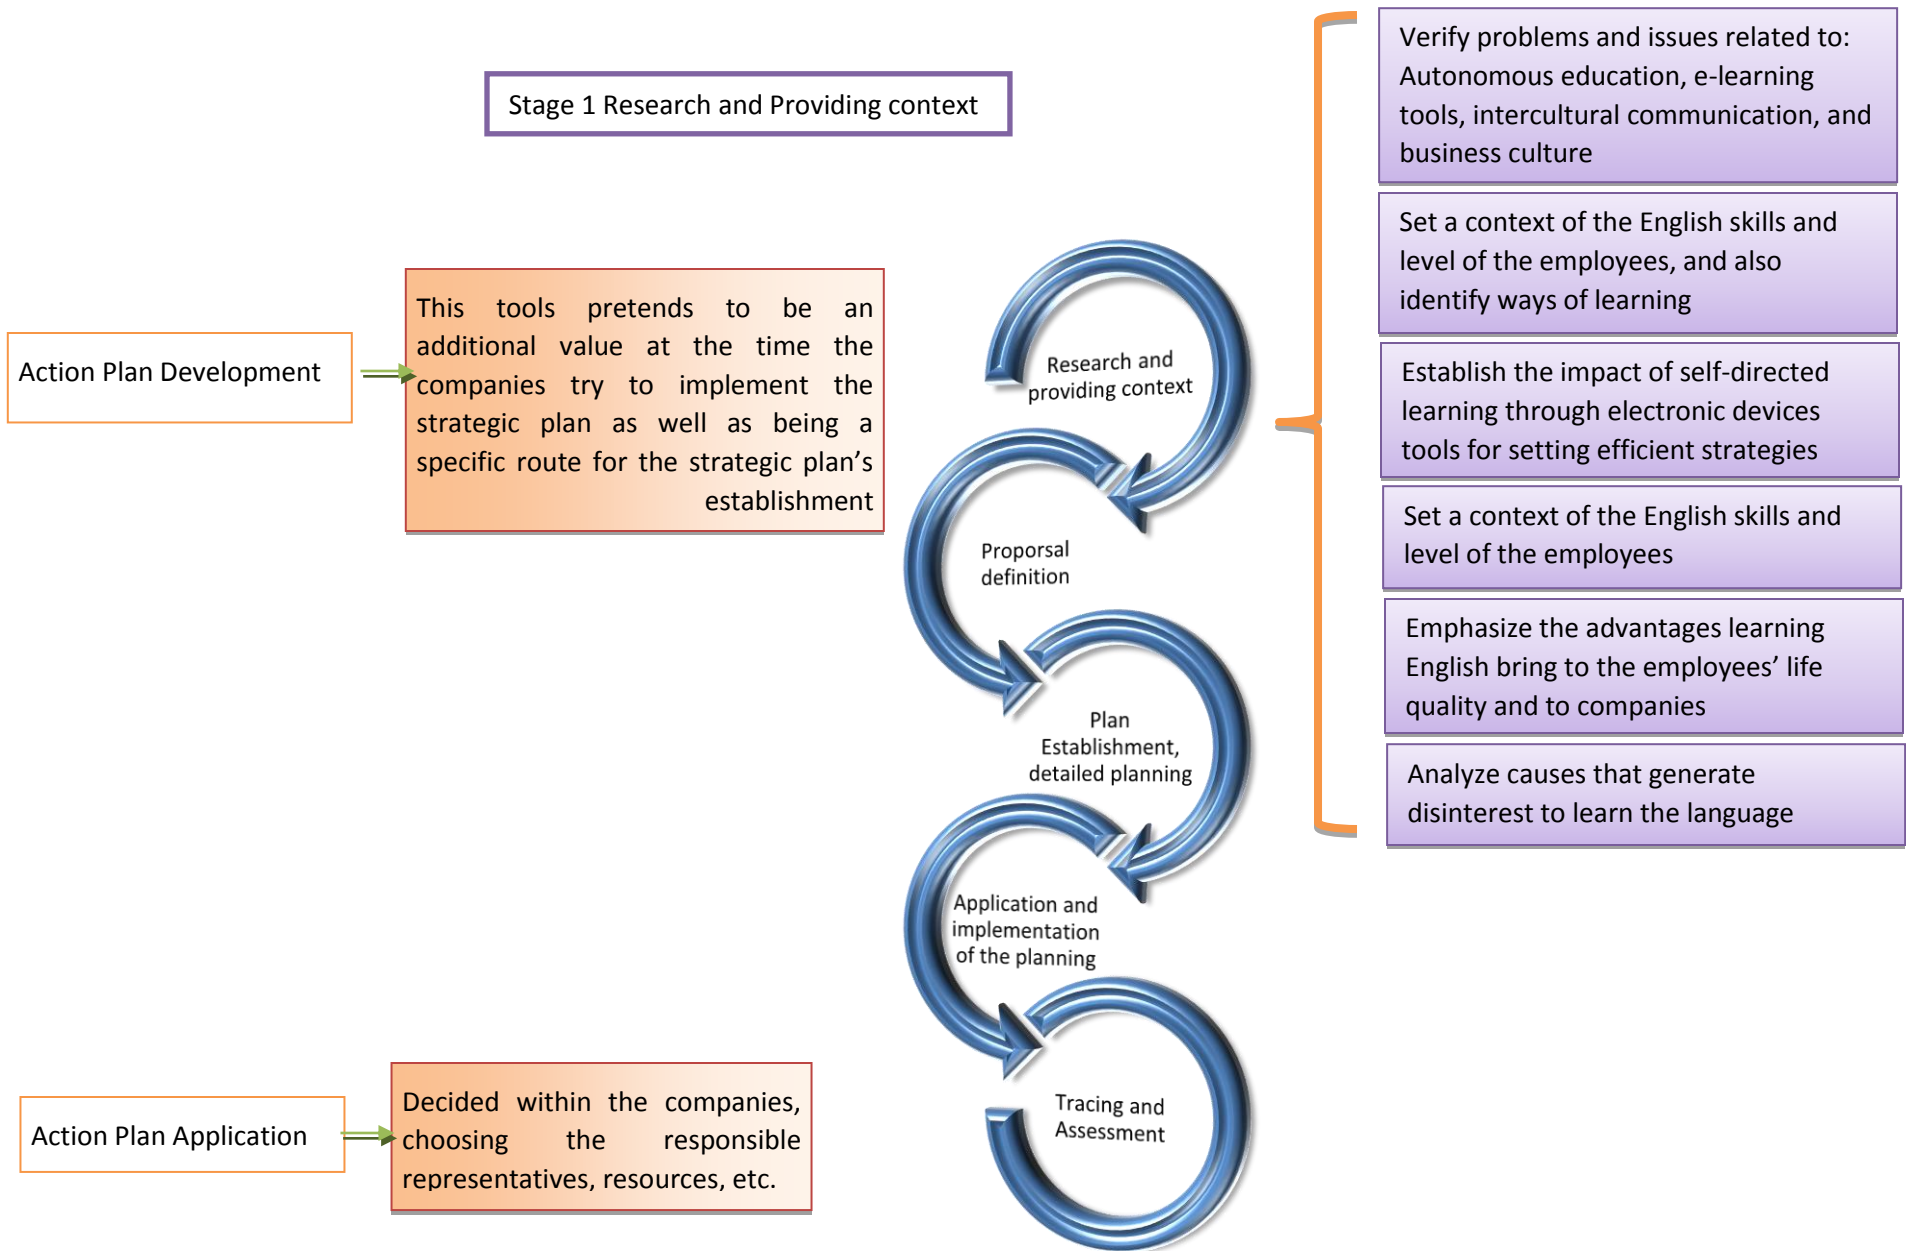 Stage 1 Research and Providing context
Action Plan Development
This tools pretends to be an
additional value at the time the
companies try to implement the
strategic plan as well as being a
specific route for the strategic plan’s
establishment
Action Plan Application
Decided within the companies,
choosing the responsible
representatives, resources, etc.
Research and
providing context
Proporsal
definition
Plan
Establishment,
detailed planning
Application and
implementation
of the planning
Tracing and
Assessment
Verify problems and issues related to:
Autonomous education, e-learning
tools, intercultural communication, and
business culture
Set a context of the English skills and
level of the employees, and also
identify ways of learning
Establish the impact of self-directed
learning through electronic devices
tools for setting efficient strategies
Set a context of the English skills and
level of the employees
Emphasize the advantages learning
English bring to the employees’ life
quality and to companies
Analyze causes that generate
disinterest to learn the language